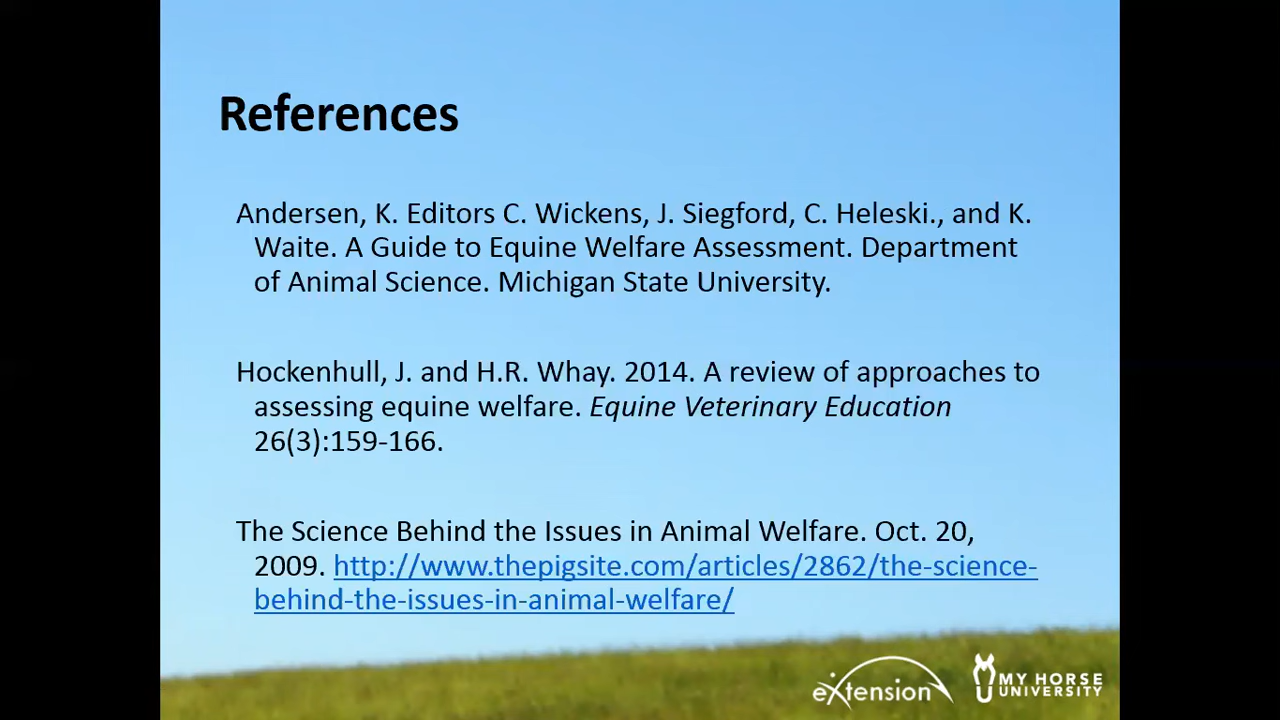 References
Andersen, K. Editors C. Wickens, J. Siegford, C. Heleski., and K.
Waite. A Guide to Equine Welfare Assessment. Department
of Animal Science. Michigan State University.
Hockenhull, J. and H.R. Whay. 2014. A review of approaches to
assessing equine welfare. Equine Veterinary Education
26(3):159-166.
The Science Behind the Issues in Animal Welfare. Oct. 20,
2009. http://www.thepigsite.com/articles/2862/the-science-
behind-the-issues-in-animal-welfare/
eXtension
MY HORSE
UNIVERSITY